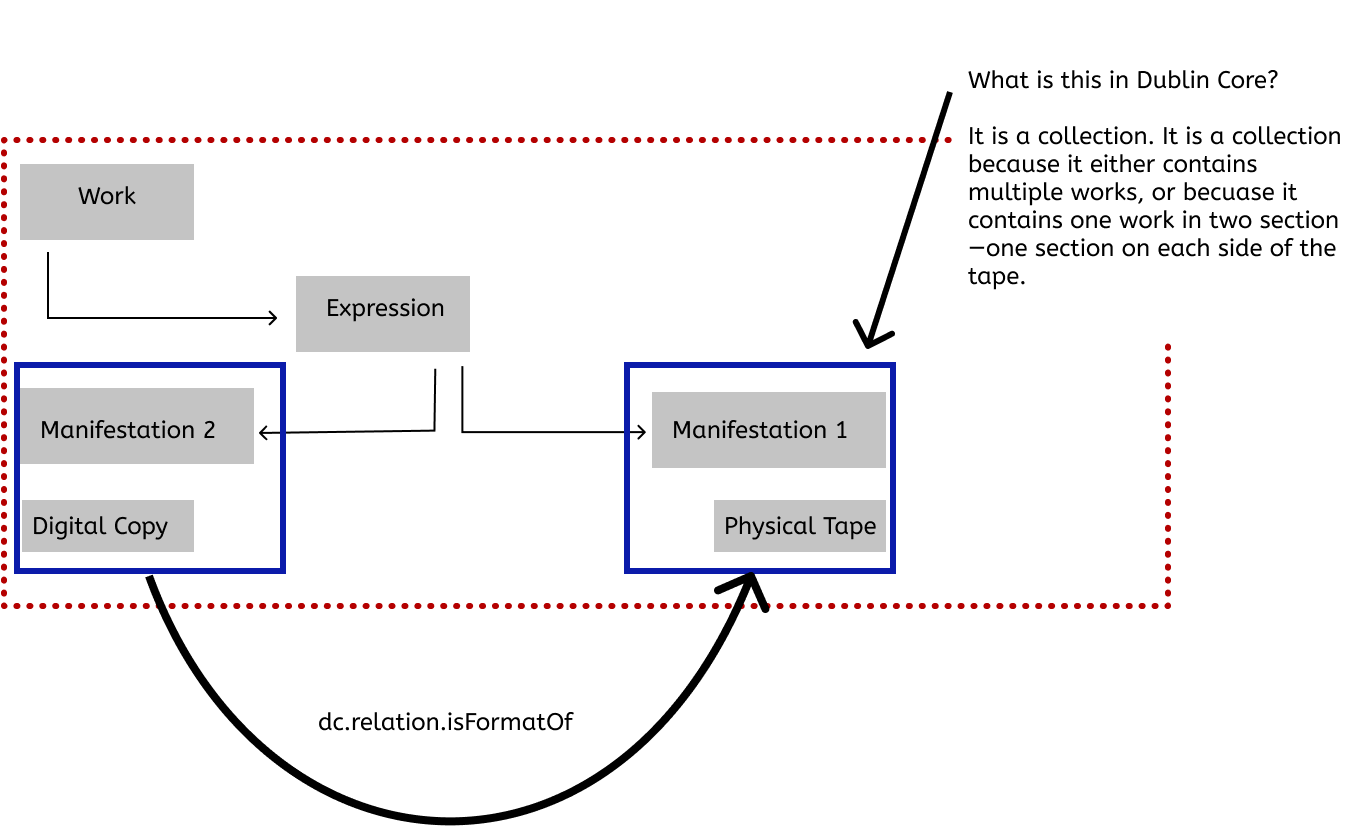 What is this in Dublin Core?
It is a collection. It is a collection
because it either contains
multiple works, or becuase it
contains one work in two section
—one section on each side of the
tape.
Work
Expression
Manifestation 2
Manifestation 1
Digital Copy
Physical Tape
dc.relation.isFormatOf